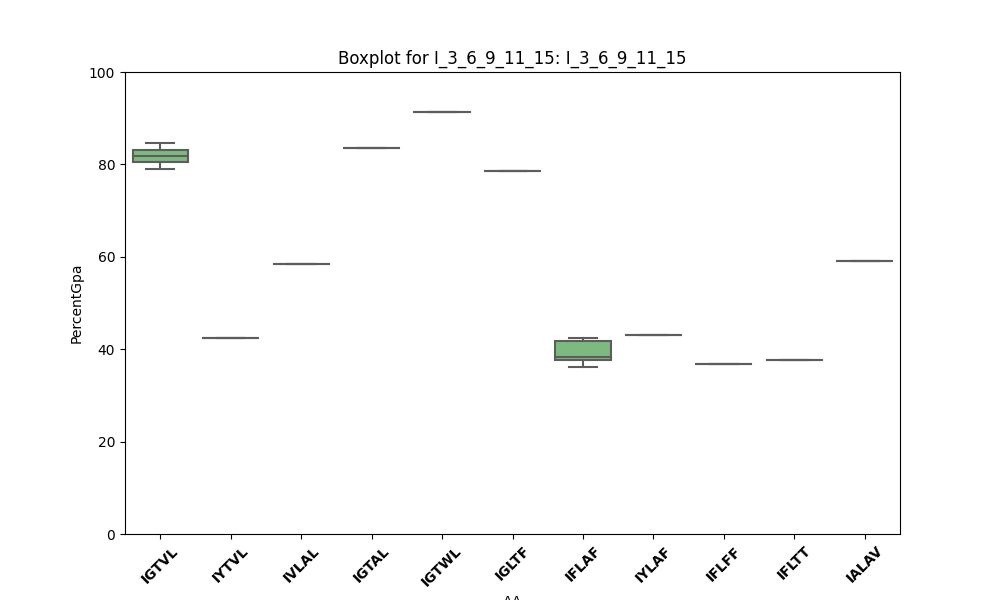 Boxplot for I_3_6_9_11_15: I_3_6_9_11_15
100
80
60
40
20
0
PercentGpa
IGTVL
IYTVL
IVLAL
IGTAL
IGTWL
IGLTF
IFLAF
IYLAF
IFLFF
IFLTT
IALAV
AA